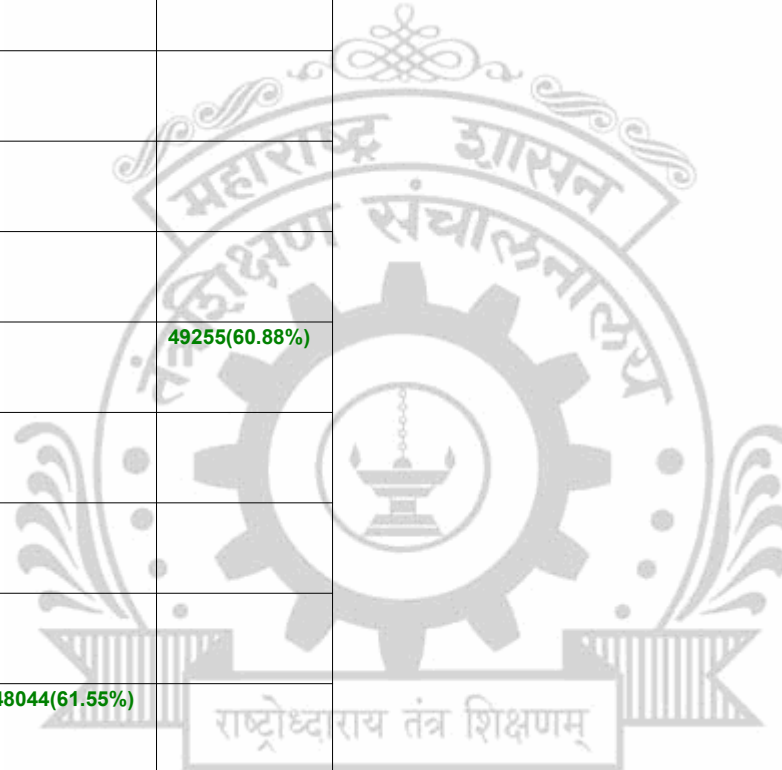 महाराष्ट्र शासन
तंत्रशिक्षण संचालनालय
49255(60.88%)
48044(61.55%)
राष्ट्रोध्दाराय तंत्र शिक्षणम्